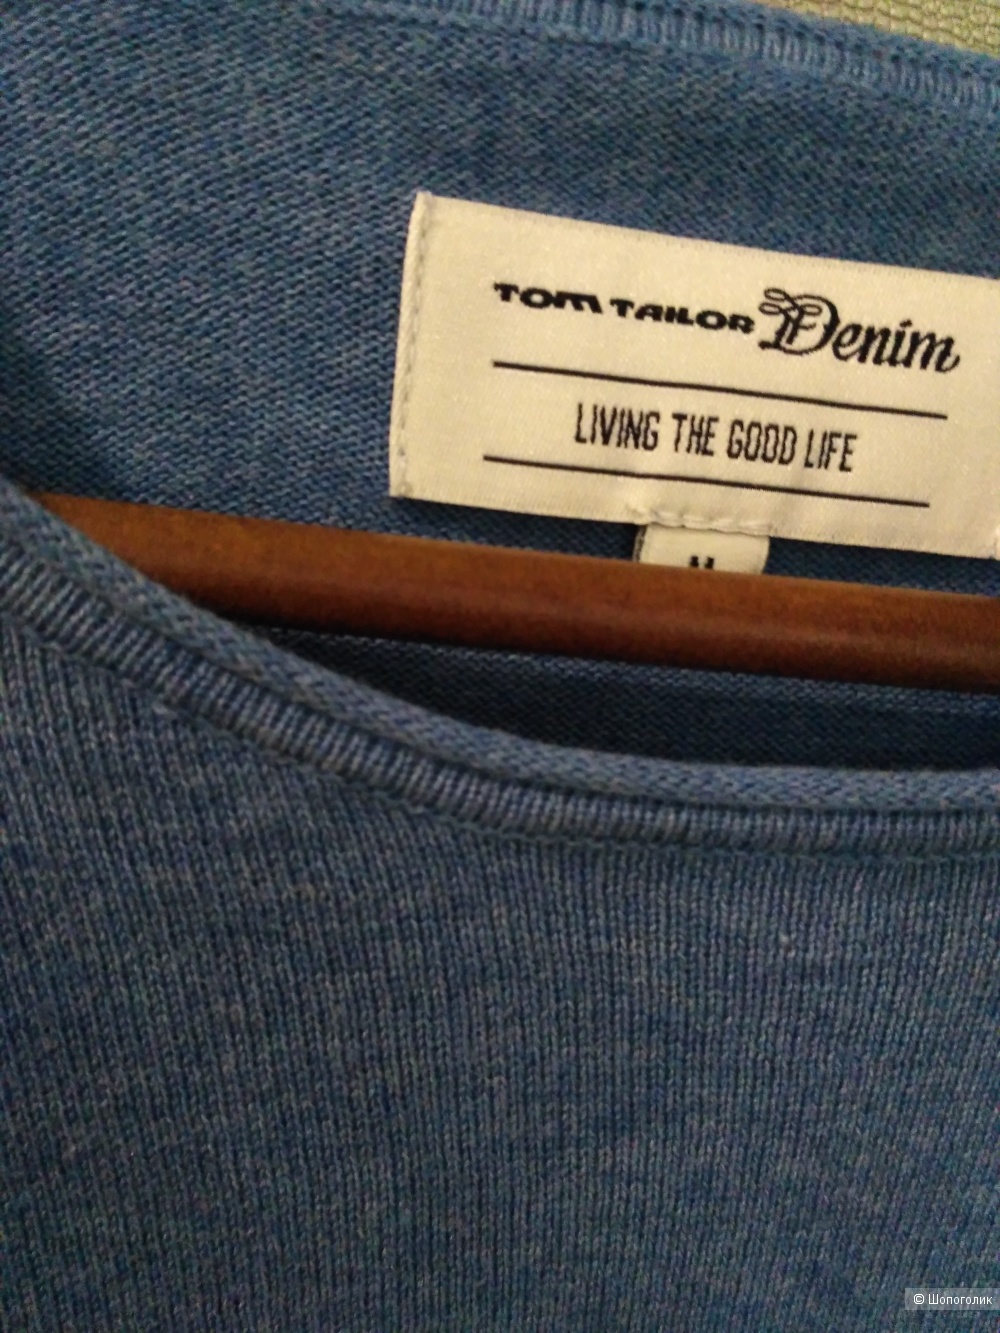 TOM TAILOR Denim
LIVING THE GOOD LIFE
© Шопоголик